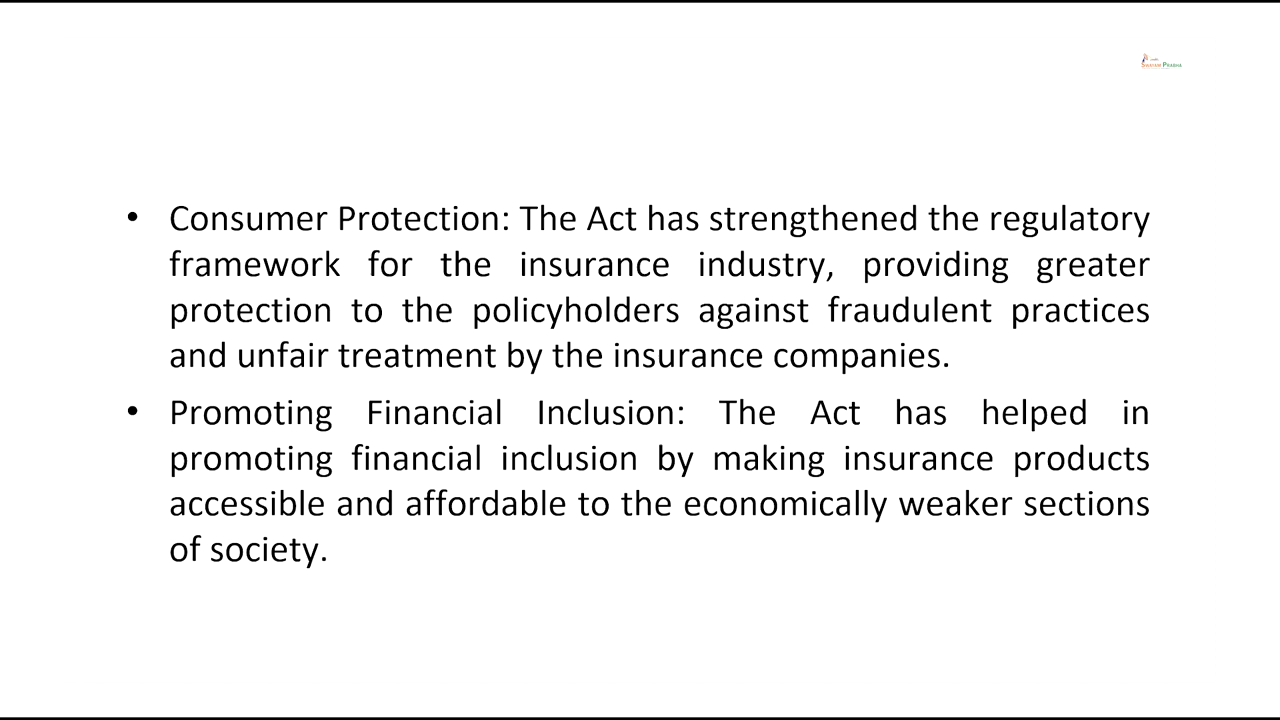 Swayam Prabha
• Consumer Protection: The Act has strengthened the regulatory
framework for the insurance industry, providing greater
protection to the policyholders against fraudulent practices
and unfair treatment by the insurance companies.
• Promoting Financial Inclusion: The Act has helped in
promoting financial inclusion by making insurance products
accessible and affordable to the economically weaker sections
of society.